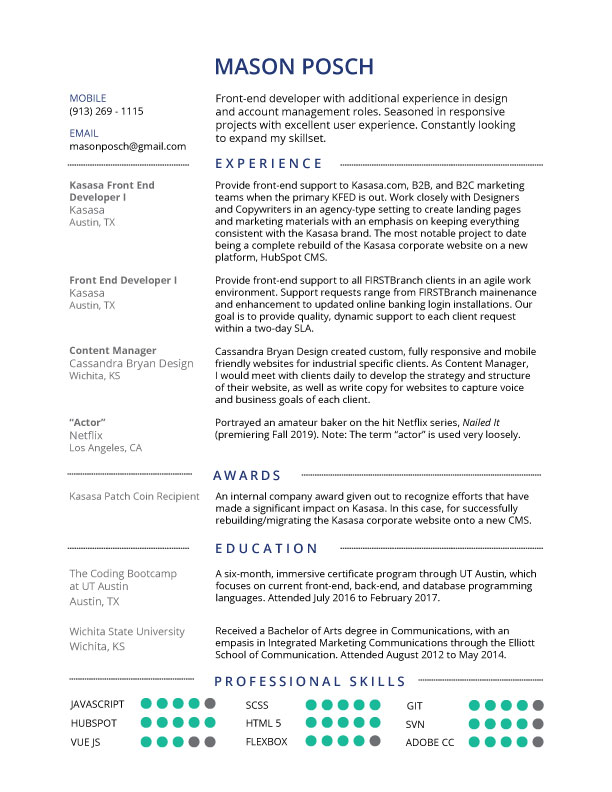 MASON POSCH
MOBILE
(913) 269 - 1115
EMAIL
masonposch@gmail.com
Front-end developer with additional experience in design
and account management roles. Seasoned in responsive
projects with excellent user experience. Constantly looking
to expand my skillset.
EXPERIENCE
Kasasa Front End
Developer I
Kasasa
Austin, TX
Provide front-end support to Kasasa.com, B2B, and B2C marketing
teams when the primary KFED is out. Work closely with Designers
and Copywriters in an agency-type setting to create landing pages
and marketing materials with an emphasis on keeping everything
consistent with the Kasasa brand. The most notable project to date
being a complete rebuild of the Kasasa corporate website on a new
platform, HubSpot CMS.
Front End Developer I
Kasasa
Austin, TX
Provide front-end support to all FIRSTBranch clients in an agile work
environment. Support requests range from FIRSTBranch mainenance
and enhancement to updated online banking login installations. Our
goal is to provide quality, dynamic support to each client request
within a two-day SLA.
Content Manager
Cassandra Bryan Design
Wichita, KS
Cassandra Bryan Design created custom, fully responsive and mobile
friendly websites for industrial specific clients. As Content Manager,
I would meet with clients daily to develop the strategy and structure
of their website, as well as write copy for websites to capture voice
and business goals of each client.
“Actor”
Netflix
Los Angeles, CA
Portrayed an amateur baker on the hit Netflix series, Nailed It
(premiering Fall 2019). Note: The term “actor” is used very loosely.
AWARDS
Kasasa Patch Coin Recipient
An internal company award given out to recognize efforts that have
made a significant impact on Kasasa. In this case, for successfully
rebuilding/migrating the Kasasa corporate website onto a new CMS.
EDUCATION
The Coding Bootcamp
at UT Austin
Austin, TX
A six-month, immersive certificate program through UT Austin, which
focuses on current front-end, back-end, and database programming
languages. Attended July 2016 to February 2017.
Wichita State University
Wichita, KS
Received a Bachelor of Arts degree in Communications, with an
empasis in Integrated Marketing Communications through the Elliott
School of Communication. Attended August 2012 to May 2014.
PROFESSIONAL SKILLS
JAVASCRIPT
HUBSPOT
VUE JS
SCSS
HTML 5
FLEXBOX
GIT
SVN
ADOBE CC